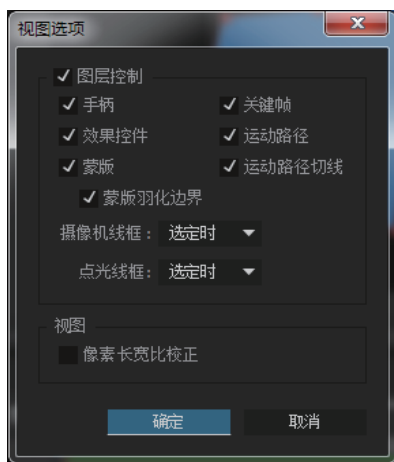 视图选项
图层控制
手柄 关键帧
效果控件 运动路径
蒙版 运动路径切线
蒙版羽化边界
摄像机线框： 选定时
点光线框： 选定时
视图
像素长宽比校正
确定 取消